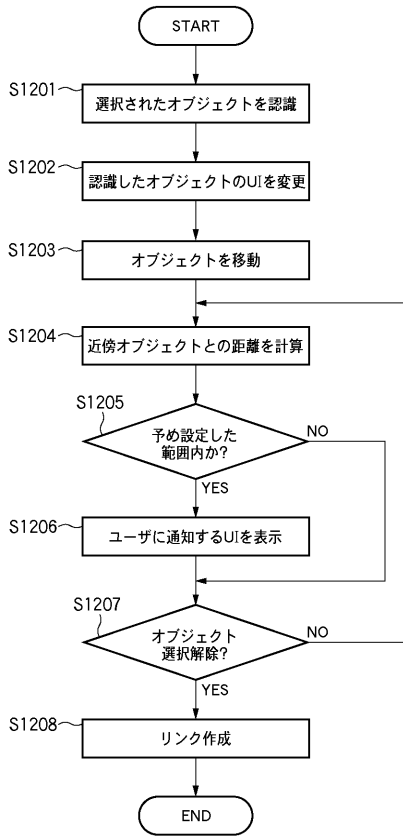 START
S1201
選択されたオブジェクトを認識
S1202
認識したオブジェクトのUIを変更
S1203
オブジェクトを移動
S1204
近傍オブジェクトとの距離を計算
S1205
予め設定した
範囲内か?
NO
YES
S1206
ユーザに通知するUIを表示
S1207
オブジェクト
選択解除?
NO
YES
S1208
リンク作成
END